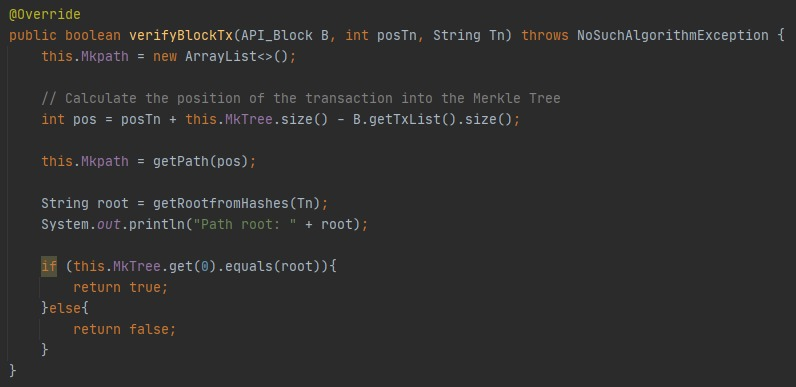 @Override
public boolean verifyBlockTx(API_Block B, int posTn, String Tn) throws NoSuchAlgorithmException {
this.Mkpath = new ArrayList<>();
// Calculate the position of the transaction into the Merkle Tree
int pos = posTn + this.MkTree.size() - B.getTxList().size();
this.Mkpath = getPath(pos);
String root = getRootfromHashes(Tn);
System.out.println("Path root: " + root);
if (this.MkTree.get(0).equals(root)){
return true;
}else{
return false;
}
}